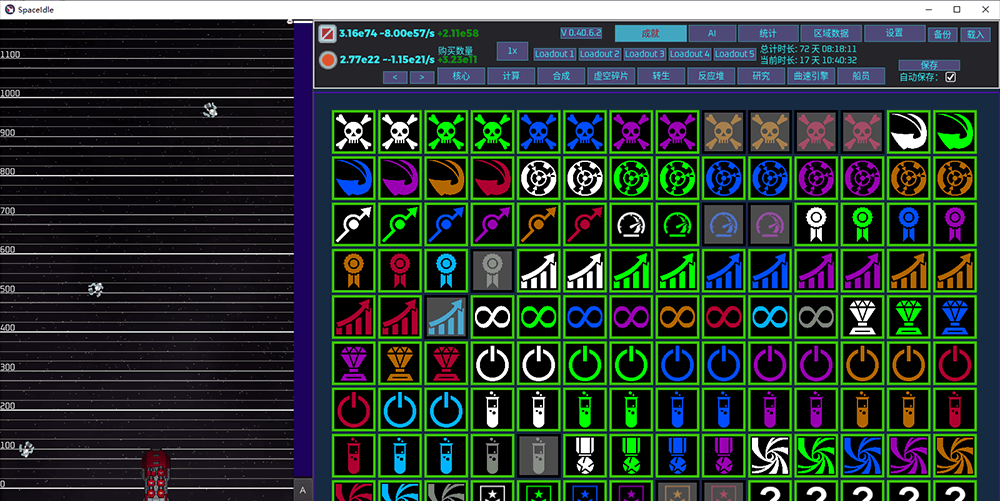 SpaceIdle
3.16e74 -8.00e57/s +2.11e58
2.77e22 --1.15e21/s +3.23e11
购买数量
1x
V 0.40.6.2
成就
AI
统计
区域数据
设置
备份
载入
Loadout 1
Loadout 2
Loadout 3
Loadout 4
Loadout 5
总计时长: 72 天 08:18:11
当前时长: 17 天 10:40:32
保存
自动保存:
<
>
核心
计算
合成
虚空碎片
转生
反应堆
研究
曲速引擎
船员
1100
1000
900
800
700
600
500
400
300
200
100
0
A
? ? ? ? ?